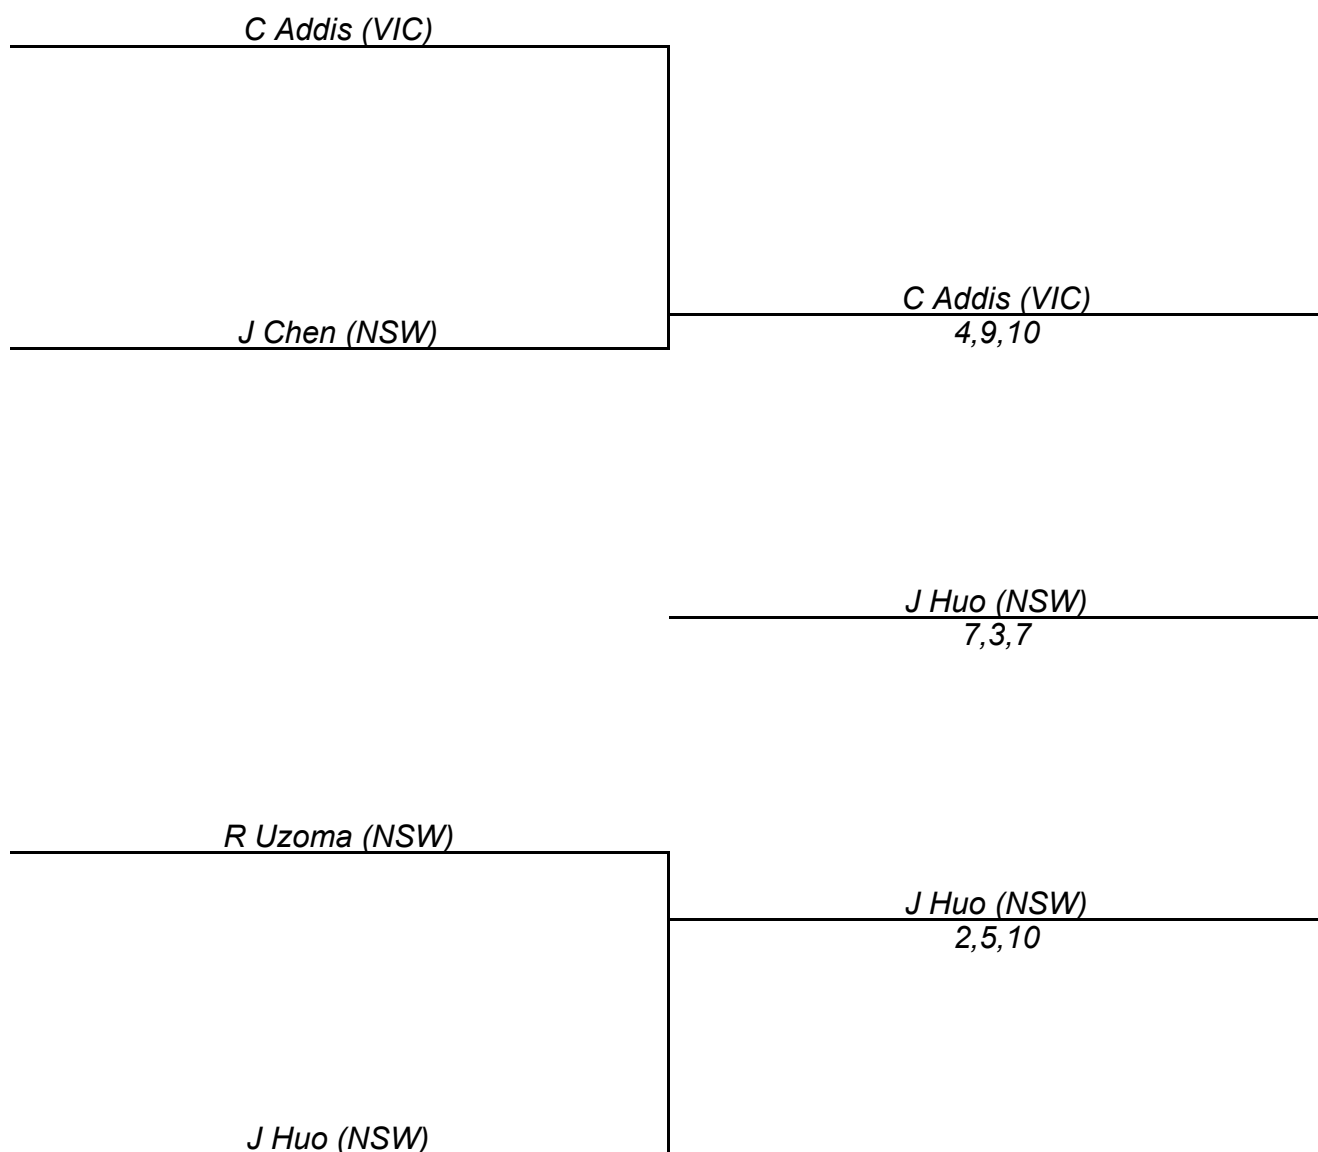 C Addis (VIC)
J Chen (NSW)
C Addis (VIC)
4,9,10
J Huo (NSW)
7,3,7
R Uzoma (NSW)
J Huo (NSW)
2,5,10
J Huo (NSW)